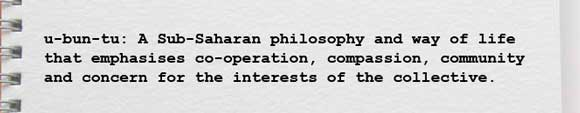 u-bun-tu: A Sub-Saharan philosophy and way of life
that emphasises co-operation, compassion, community
and concern for the interests of the collective.